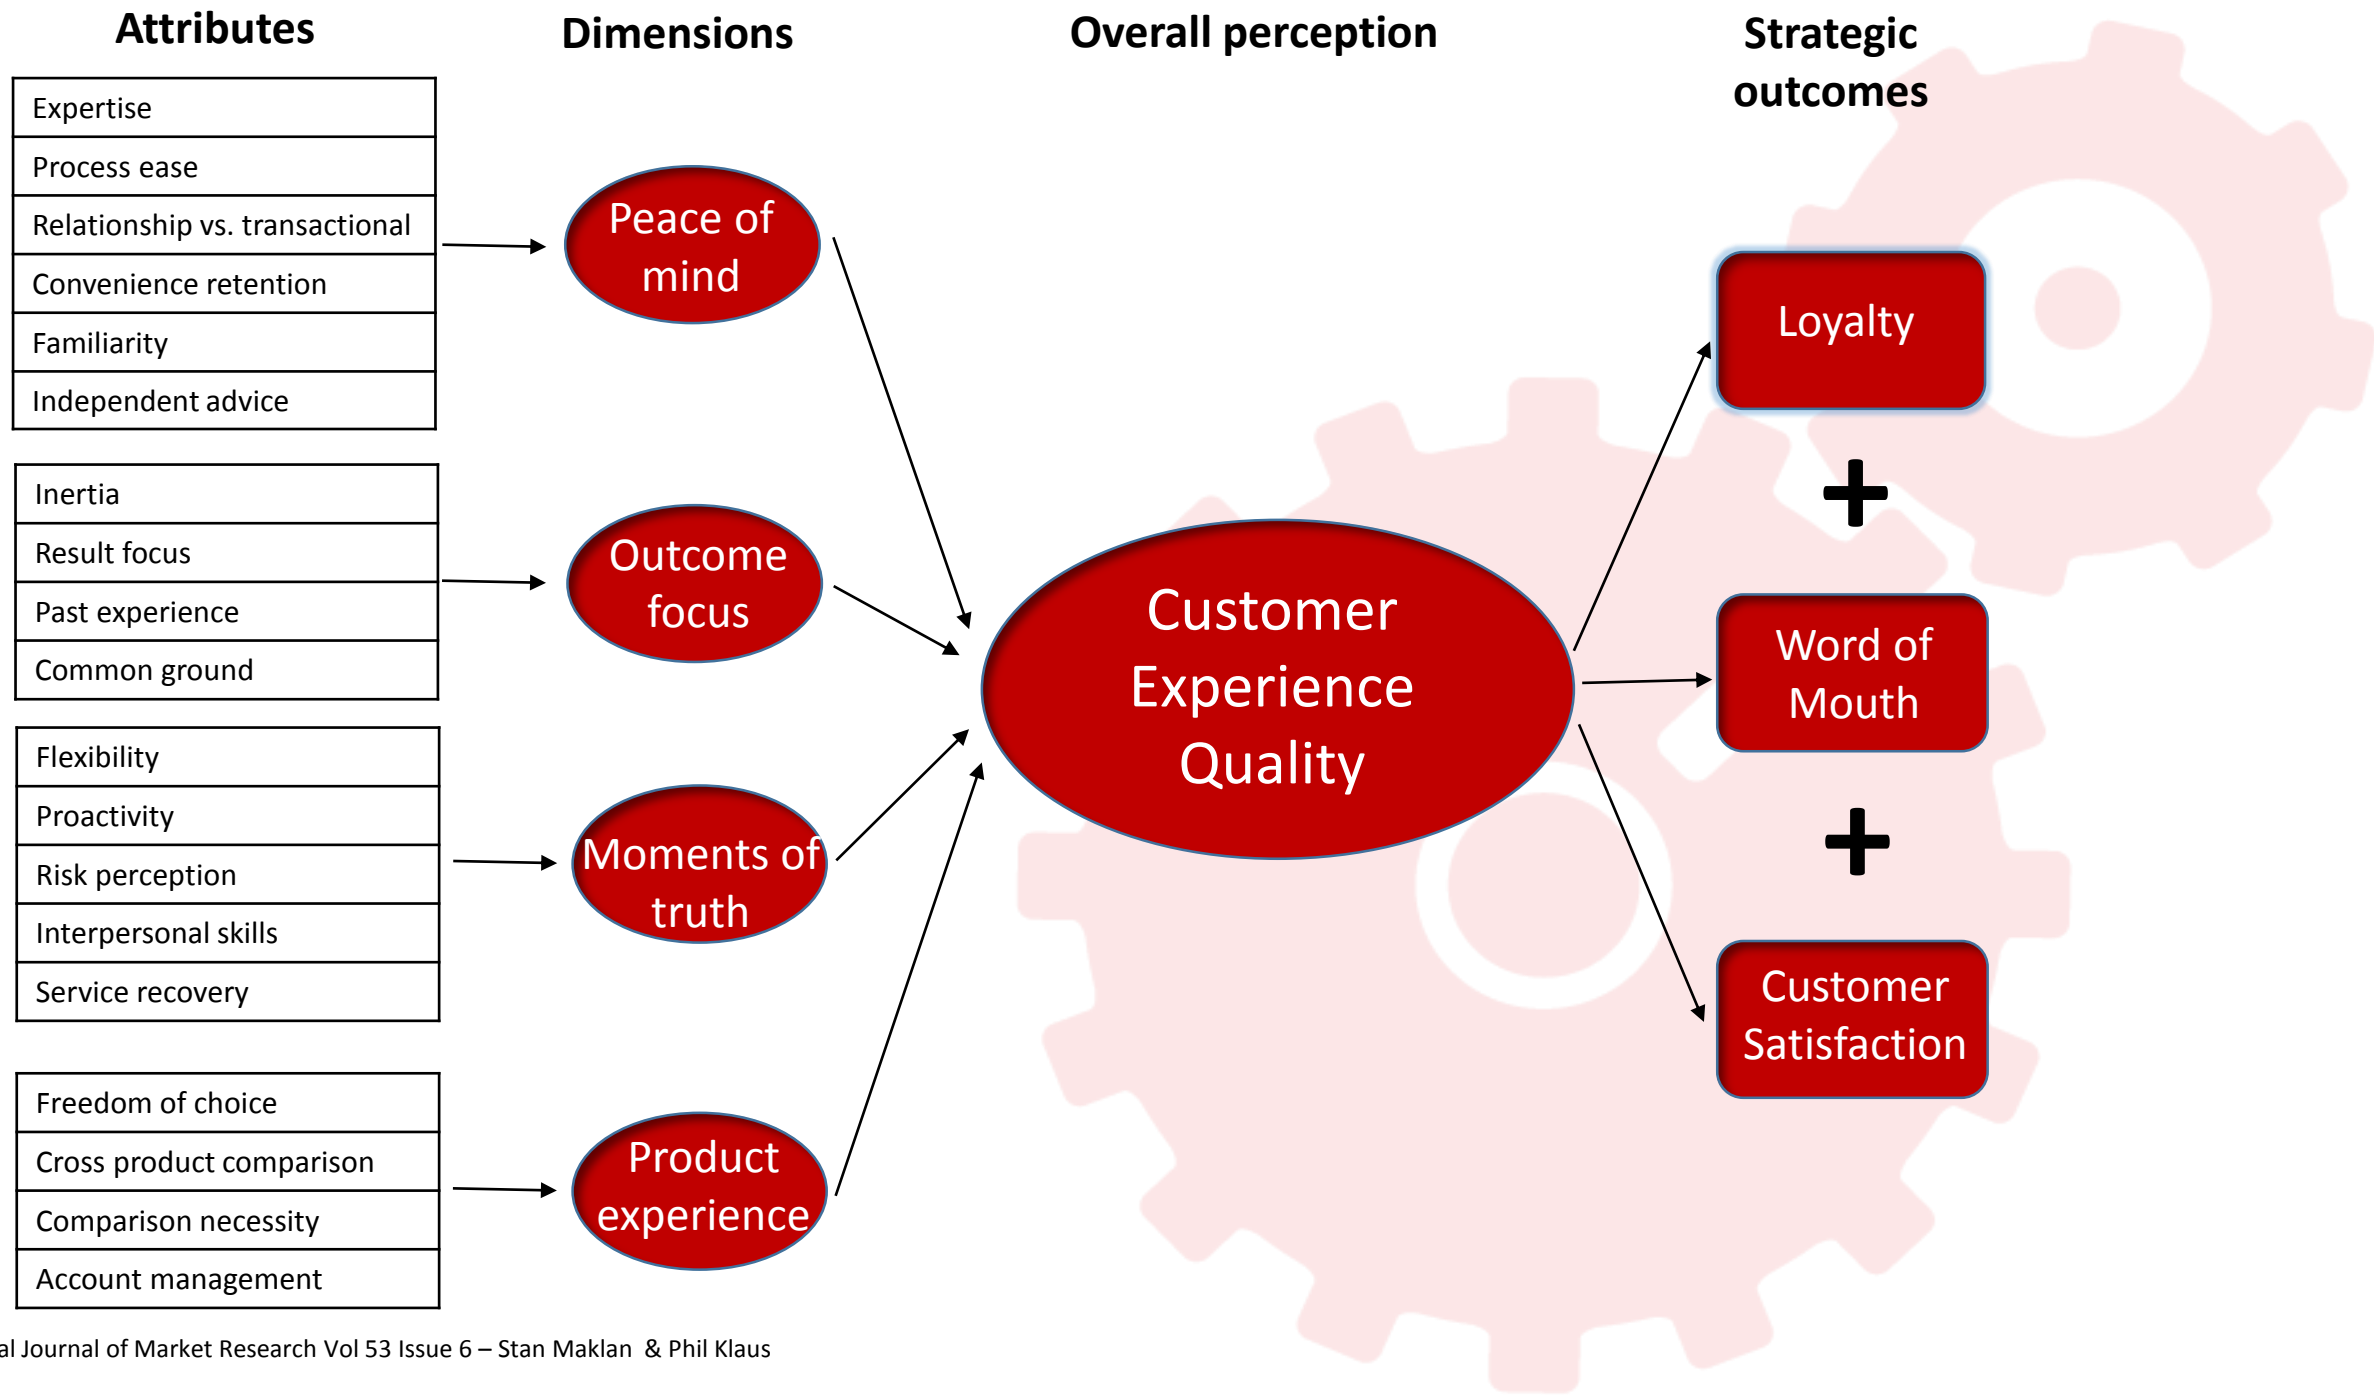 Attributes
Dimensions
Overall perception
Strategic
outcomes
Expertise
Process ease
Relationship vs. transactional
Convenience retention
Familiarity
Independent advice
Inertia
Result focus
Past experience
Common ground
Flexibility
Proactivity
Risk perception
Interpersonal skills
Service recovery
Freedom of choice
Cross product comparison
Comparison necessity
Account management
Peace of
mind
Outcome
focus
Moments of
truth
Product
experience
Customer
Experience
Quality
Loyalty
+
Word of
Mouth
+
Customer
Satisfaction
al Journal of Market Research Vol 53 Issue 6 – Stan Maklan & Phil Klaus